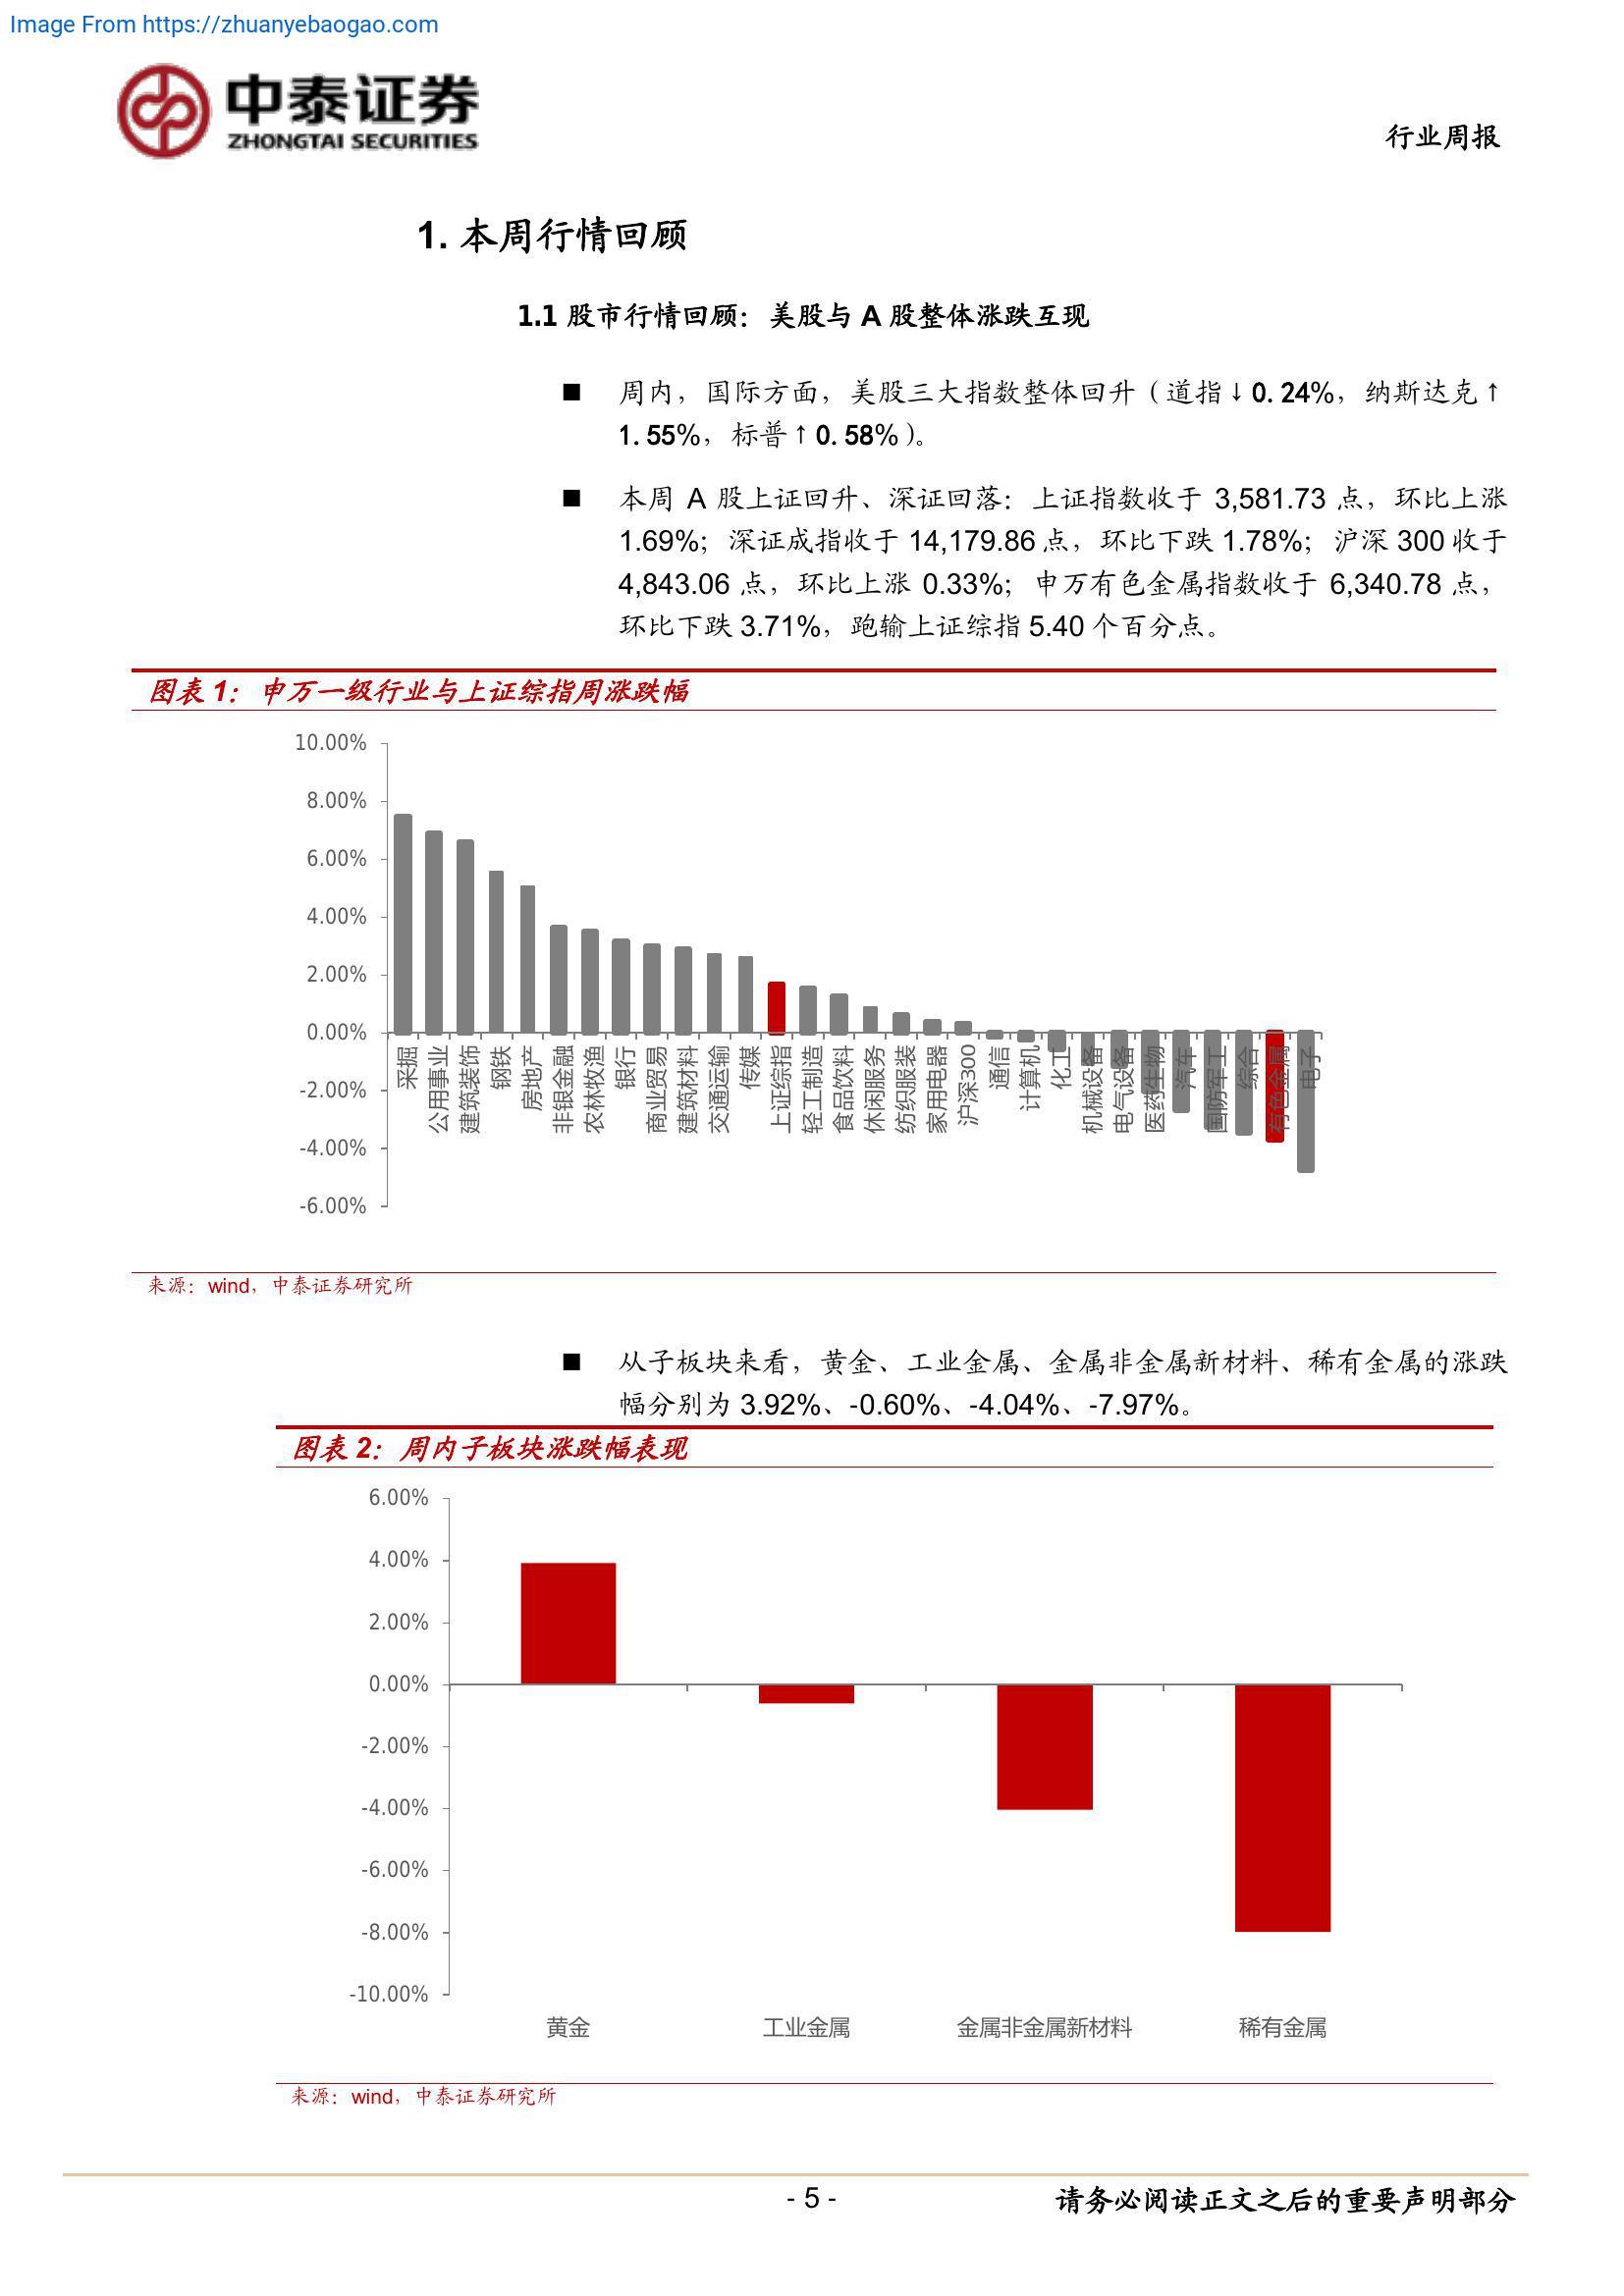 Image From https://zhuanyebaogao.com
中泰证券
ZHONGTAI SECURITIES
行业周报
1. 本周行情回顾
1.1 股市行情回顾：美股与 A 股整体涨跌互现
■ 周内，国际方面，美股三大指数整体回升（道指↓0.24%，纳斯达克↑
1.55%，标普↑0.58%）。
■ 本周 A 股上证回升、深证回落：上证指数收于 3,581.73 点，环比上涨
1.69%；深证成指收于 14,179.86 点，环比下跌 1.78%；沪深 300 收于
4,843.06 点，环比上涨 0.33%；申万有色金属指数收于 6,340.78 点，
环比下跌 3.71%，跑输上证综指 5.40 个百分点。
图表 1：申万一级行业与上证综指周涨跌幅
10.00%
8.00%
6.00%
4.00%
2.00%
0.00%
-2.00%
-4.00%
-6.00%
采掘
公用事业
建筑装饰
钢铁
房地产
非银金融
农林牧渔
银行
商业贸易
建筑材料
交通运输
传媒
上证综指
轻工制造
食品饮料
休闲服务
纺织服装
家用电器
沪深300
通信
计算机
化工
机械设备
电气设备
医药生物
汽车
国防军工
综合
有色金属
电子
来源：wind，中泰证券研究所
■ 从子板块来看，黄金、工业金属、金属非金属新材料、稀有金属的涨跌
幅分别为 3.92%、-0.60%、-4.04%、-7.97%。
图表 2：周内子板块涨跌幅表现
6.00%
4.00%
2.00%
0.00%
-2.00%
-4.00%
-6.00%
-8.00%
-10.00%
黄金
工业金属
金属非金属新材料
稀有金属
来源：wind，中泰证券研究所
- 5 -
请务必阅读正文之后的重要声明部分